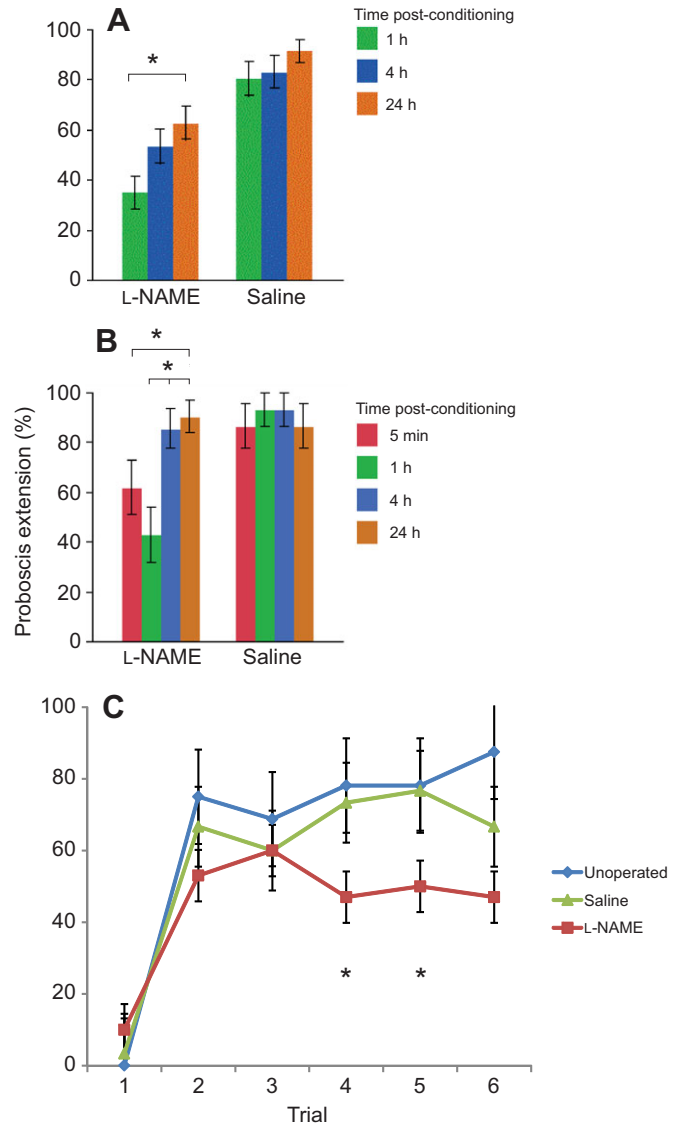 A
Time post-conditioning
1 h
4 h
24 h
100
80
60
40
20
0
*
L-NAME
Saline
B
Time post-conditioning
5 min
1 h
4 h
24 h
Proboscis extension (%)
100
80
60
40
20
0
*
*
L-NAME
Saline
C
100
80
60
40
20
0
Unoperated
Saline
L-NAME
* *
1 2 3 4 5 6
Trial